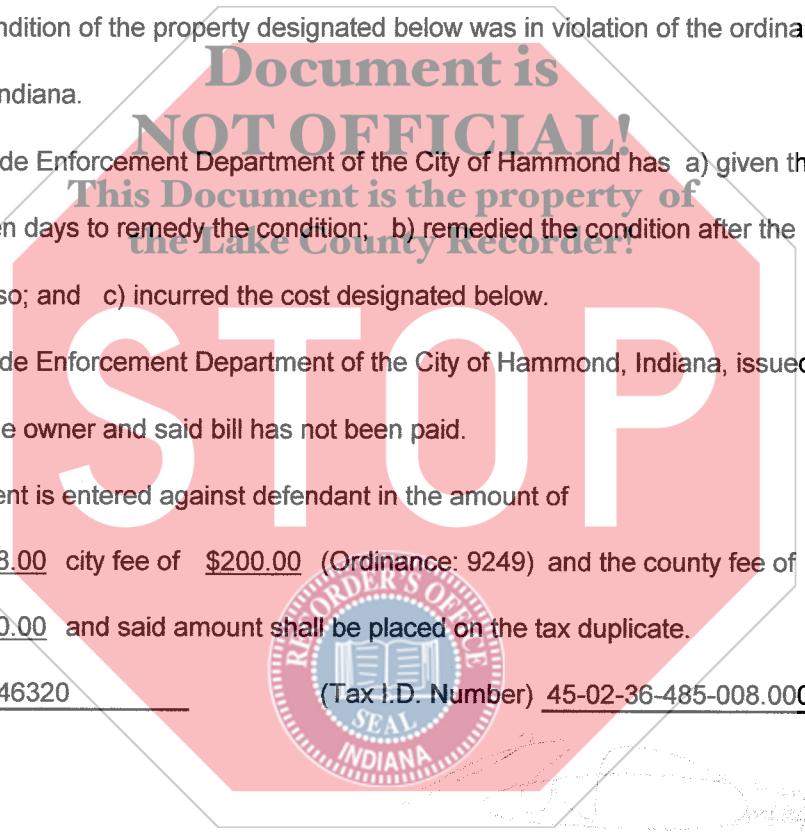 ndition of the property designated below was in violation of the ordina
Document is
ndiana.
NOT OFFICIAL!
de Enforcement Department of the City of Hammond has a) given th
This Document is the property of
en days to remedy the condition; b) remedied the condition after the
the Lake County Recorder!
so; and c) incurred the cost designated below.
STOP
de Enforcement Department of the City of Hammond, Indiana, issued
e owner and said bill has not been paid.
ent is entered against defendant in the amount of
8.00 city fee of $200.00 (Ordinance: 9249) and the county fee of
0.00 and said amount shall be placed on the tax duplicate.
RECORDER'S OFFICE
46320 (Tax I.D. Number) 45-02-36-485-008.000
SEAL
INDIANA